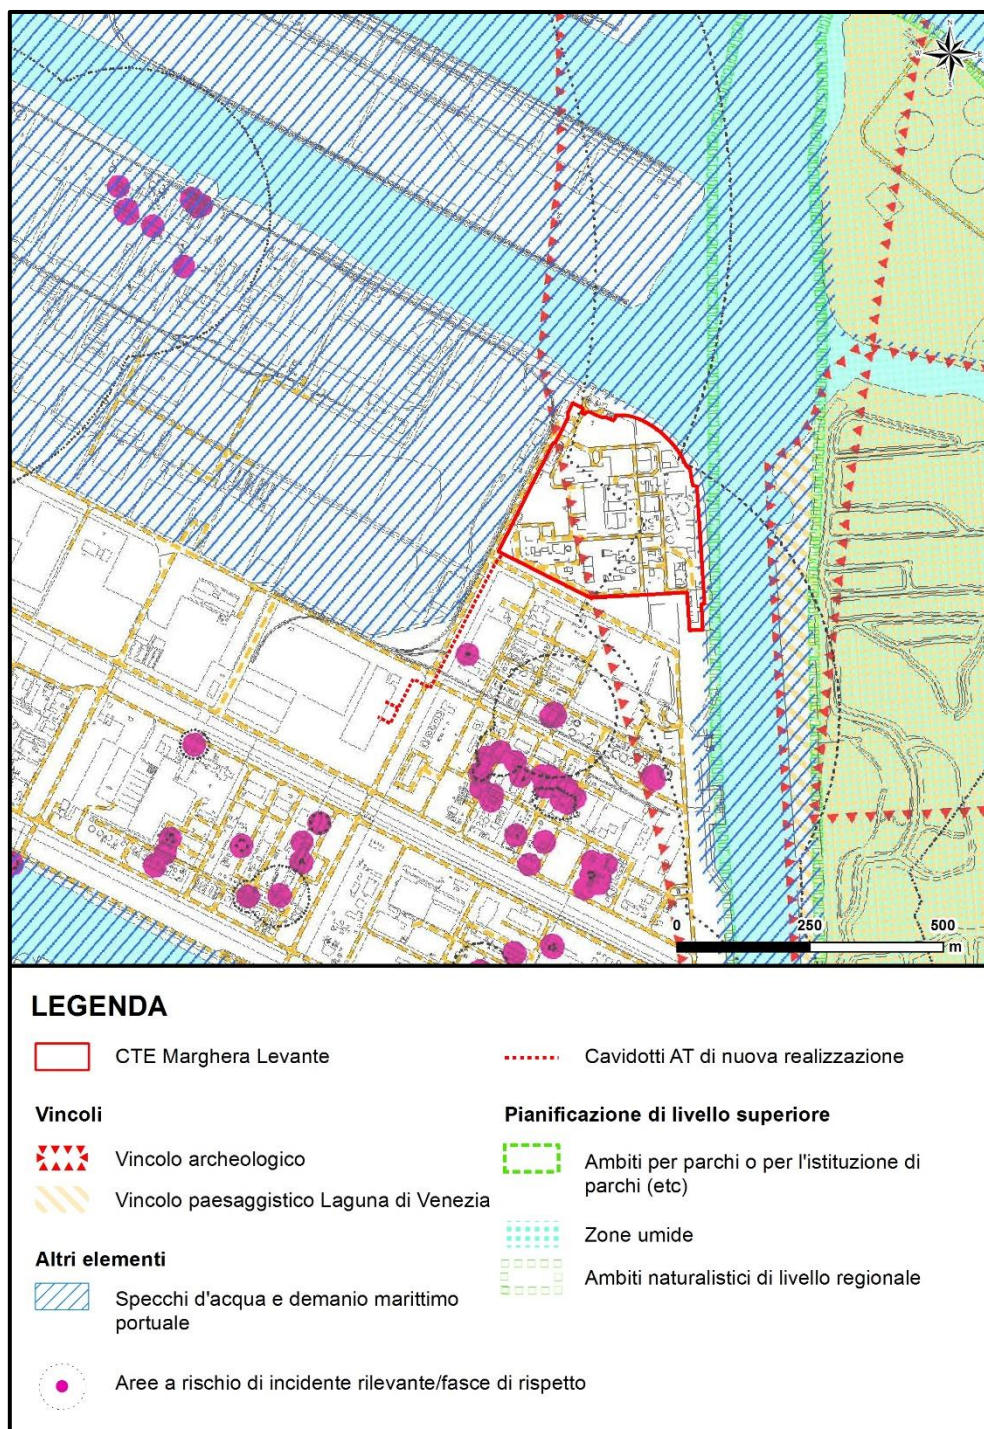 N
W E
S
0 250 500
m
LEGENDA
CTE Marghera Levante
Cavidotti AT di nuova realizzazione
Vincoli
Vincolo archeologico
Vincolo paesaggistico Laguna di Venezia
Altri elementi
Specchi d'acqua e demanio marittimo
portuale
Aree a rischio di incidente rilevante/fasce di rispetto
Pianificazione di livello superiore
Ambiti per parchi o per l'istituzione di
parchi (etc)
Zone umide
Ambiti naturalistici di livello regionale